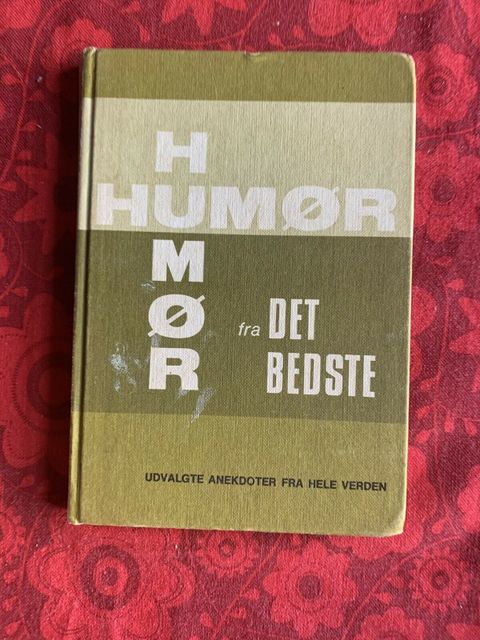 HUMØR
HUMØR
fra DET
BEDSTE
UDVALGTE ANEKDOTER FRA HELE VERDEN